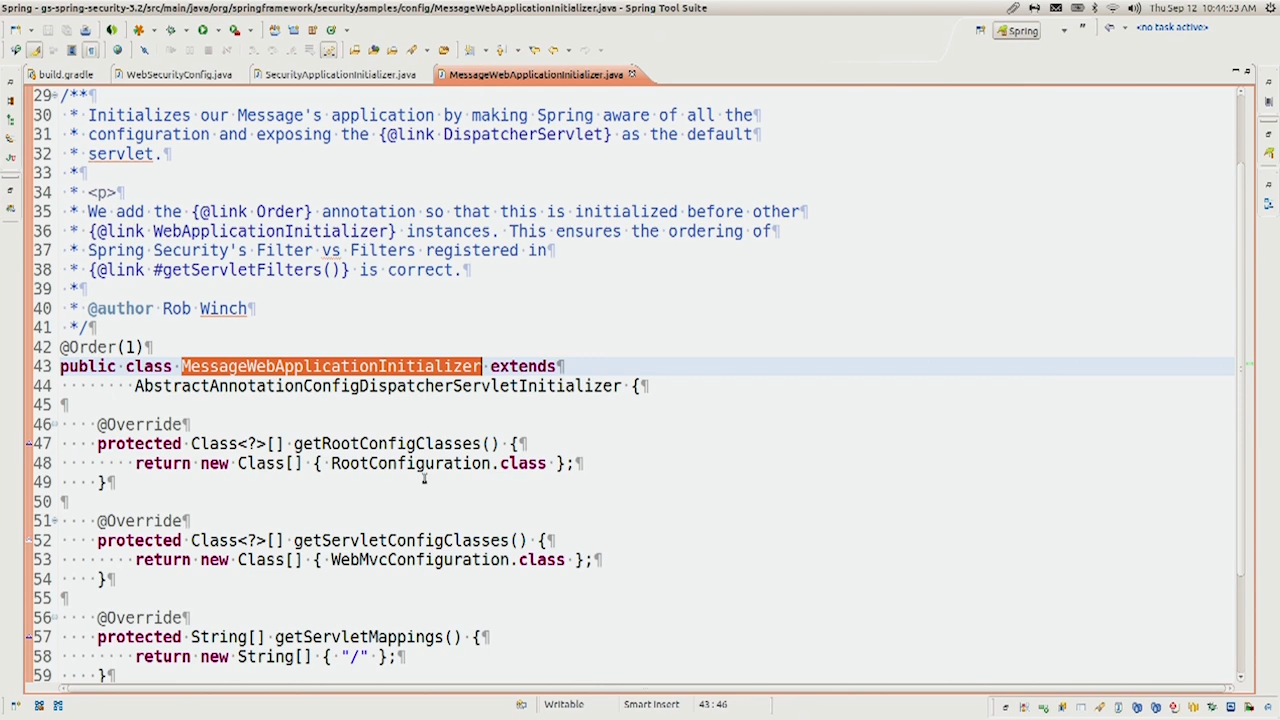 Spring - gs-spring-security-3.2/src/main/java/org/springframework/security/samples/config/MessageWebApplicationInitializer.java - Spring Tool Suite
Thu Sep 12, 10:44:53 AM
Spring
<no task active>
build.gradle
WebSecurityConfig.java
SecurityApplicationInitializer.java
MessageWebApplicationInitializer.java
29 /**
30 * Initializes our Message's application by making Spring aware of all the
31 * configuration and exposing the {@link DispatcherServlet} as the default
32 * servlet.
33 *
34 * <p>
35 * We add the {@link Order} annotation so that this is initialized before other
36 * {@link WebApplicationInitializer} instances. This ensures the ordering of
37 * Spring Security's Filter vs Filters registered in
38 * {@link #getServletFilters()} is correct.
39 *
40 * @author Rob Winch
41 */
42 @Order(1)
43 public class MessageWebApplicationInitializer extends
44 AbstractAnnotationConfigDispatcherServletInitializer {
45
46 @Override
47 protected Class<?>[] getRootConfigClasses() {
48 return new Class[] { RootConfiguration.class };
49 }
50
51 @Override
52 protected Class<?>[] getServletConfigClasses() {
53 return new Class[] { WebMvcConfiguration.class };
54 }
55
56 @Override
57 protected String[] getServletMappings() {
58 return new String[] { "/" };
59 }
Writable
Smart Insert
43 : 46